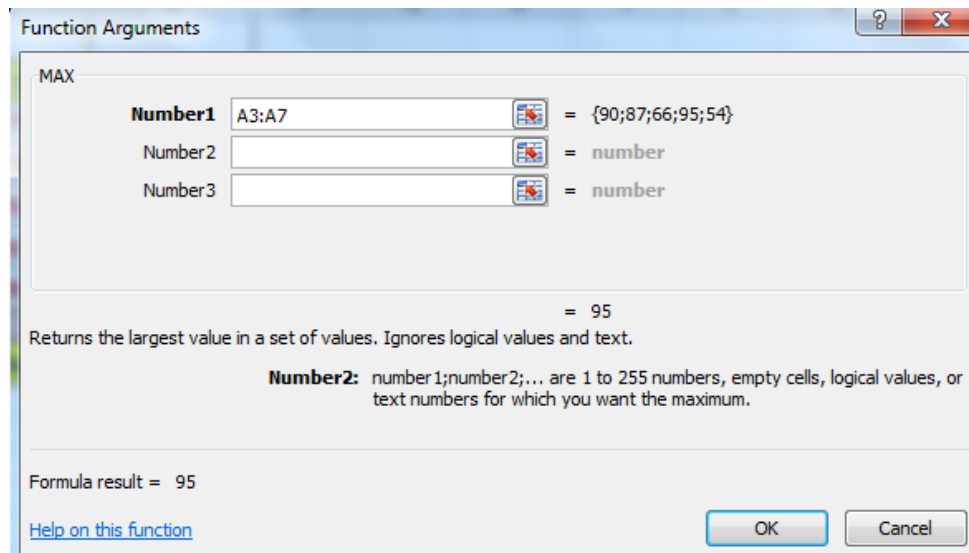 Function Arguments
? X
MAX
Number1 A3:A7 = {90;87;66;95;54}
Number2 = number
Number3 = number
= 95
Returns the largest value in a set of values. Ignores logical values and text.
Number2: number1;number2;... are 1 to 255 numbers, empty cells, logical values, or
text numbers for which you want the maximum.
Formula result = 95
Help on this function OK Cancel